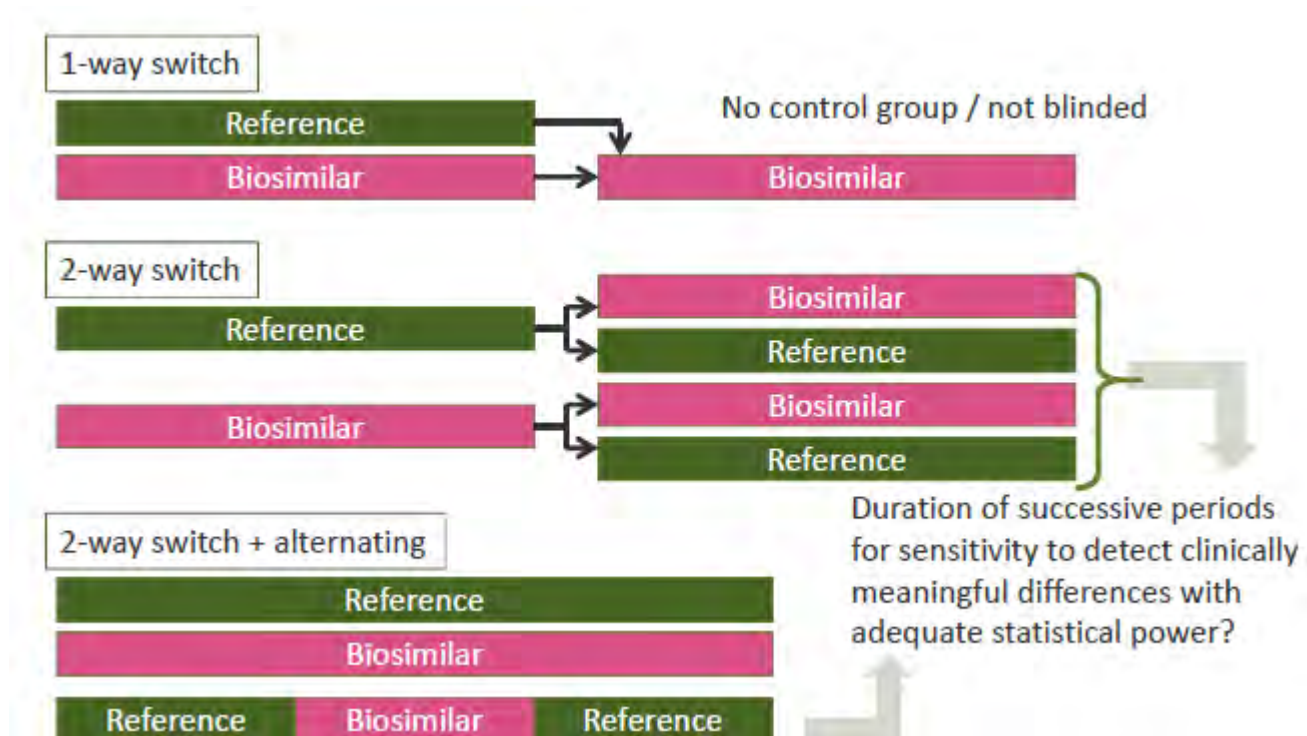 1-way switch
Reference
No control group / not blinded
Biosimilar
Biosimilar
2-way switch
Biosimilar
Reference
Reference
Biosimilar
Biosimilar
Reference
Duration of successive periods
for sensitivity to detect clinically
meaningful differences with
adequate statistical power?
2-way switch + alternating
Reference
Biosimilar
Reference Biosimilar Reference